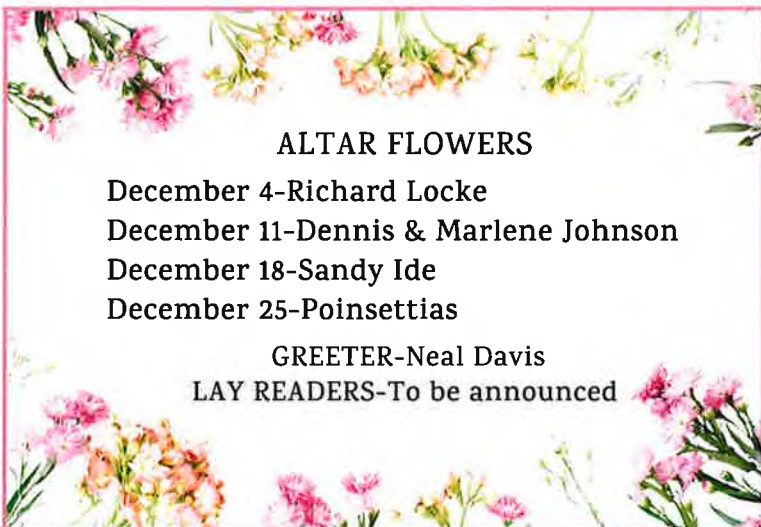 ALTAR FLOWERS
December 4-Richard Locke
December 11-Dennis & Marlene Johnson
December 18-Sandy Ide
December 25-Poinsettias
GREETER-Neal Davis
LAY READERS-To be announced